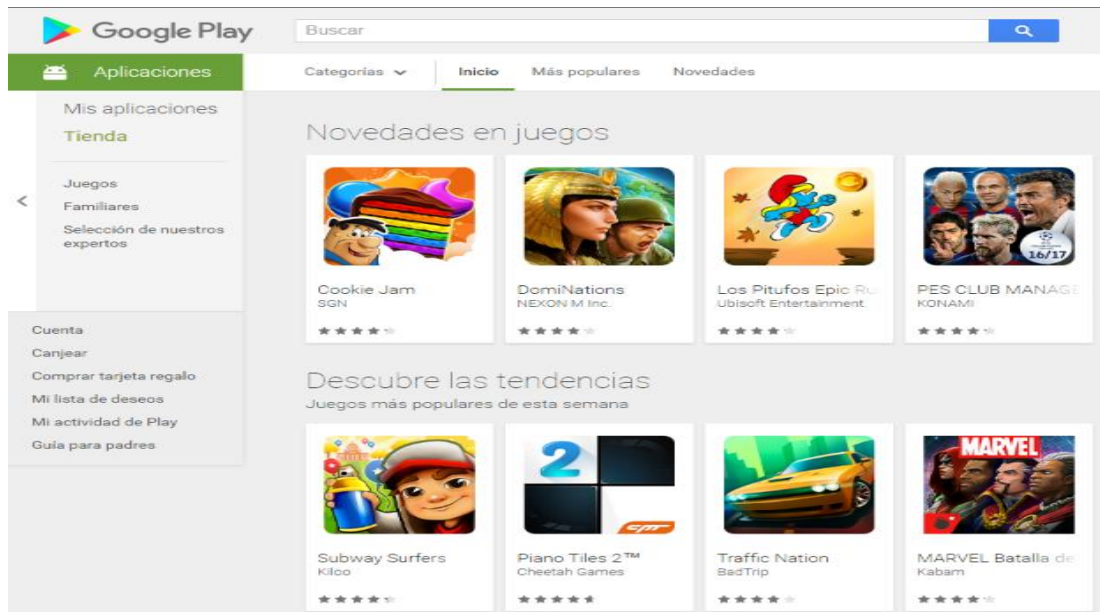 Google Play
Buscar
Aplicaciones
Categorías
Inicio
Más populares
Novedades
Mis aplicaciones
Tienda
Juegos
Familiares
Selección de nuestros
expertos
Cuenta
Canjear
Comprar tarjeta regalo
Mi lista de deseos
Mi actividad de Play
Guía para padres
Novedades en juegos
16/17
Cookie Jam
SGN
DomiNations
NEXON M Inc.
Los Pitufos Epic Ru
Ubisoft Entertainment
PES CLUB MANAGE
KONAMI
Descubre las tendencias
Juegos más populares de esta semana
2
MARVEL
Subway Surfers
Kiloo
Piano Tiles 2™
Cheetah Games
Traffic Nation
BadTrip
MARVEL Batalla de
Kabam